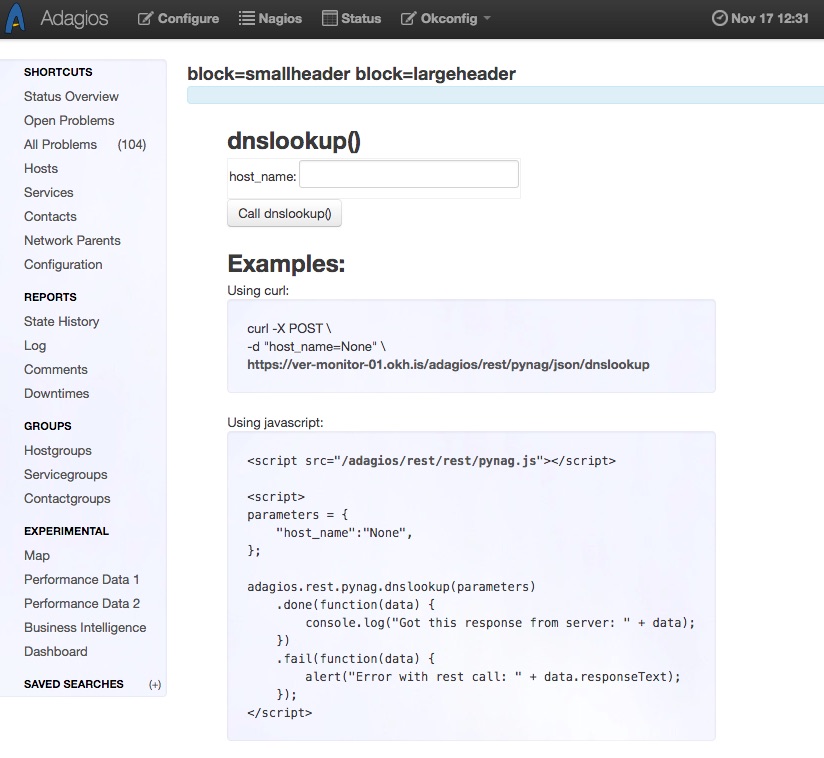 Adagios Configure Nagios Status Okconfig Nov 17 12:31
SHORTCUTS
Status Overview
Open Problems
All Problems (104)
Hosts
Services
Contacts
Network Parents
Configuration
REPORTS
State History
Log
Comments
Downtimes
GROUPS
Hostgroups
Servicegroups
Contactgroups
EXPERIMENTAL
Map
Performance Data 1
Performance Data 2
Business Intelligence
Dashboard
SAVED SEARCHES (+)
block=smallheader block=largeheader
dnslookup()
host_name:
Call dnslookup()
Examples:
Using curl:
curl -X POST \
-d "host_name=None" \
https://ver-monitor-01.okh.is/adagios/rest/pynag/json/dnslookup
Using javascript:
<script src="/adagios/rest/rest/pynag.js"></script>
<script>
parameters = {
    "host_name":"None",
};
adagios.rest.pynag.dnslookup(parameters)
    .done(function(data) {
        console.log("Got this response from server: " + data);
    })
    .fail(function(data) {
        alert("Error with rest call: " + data.responseText);
    });
</script>